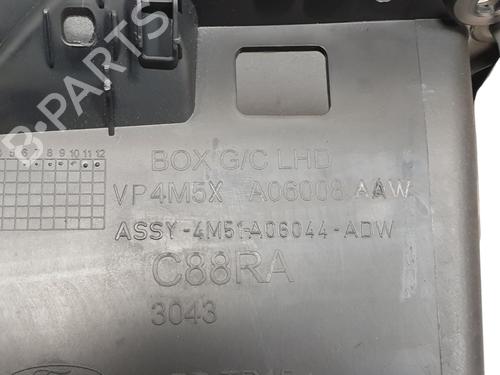 B-PARTS
5 6 7 8 9 10 11 12
BOX G/C LHD
VP4M5X A06008 AAW
ASSY-4M51-A06044-ADW
C88RA
3043
Ford